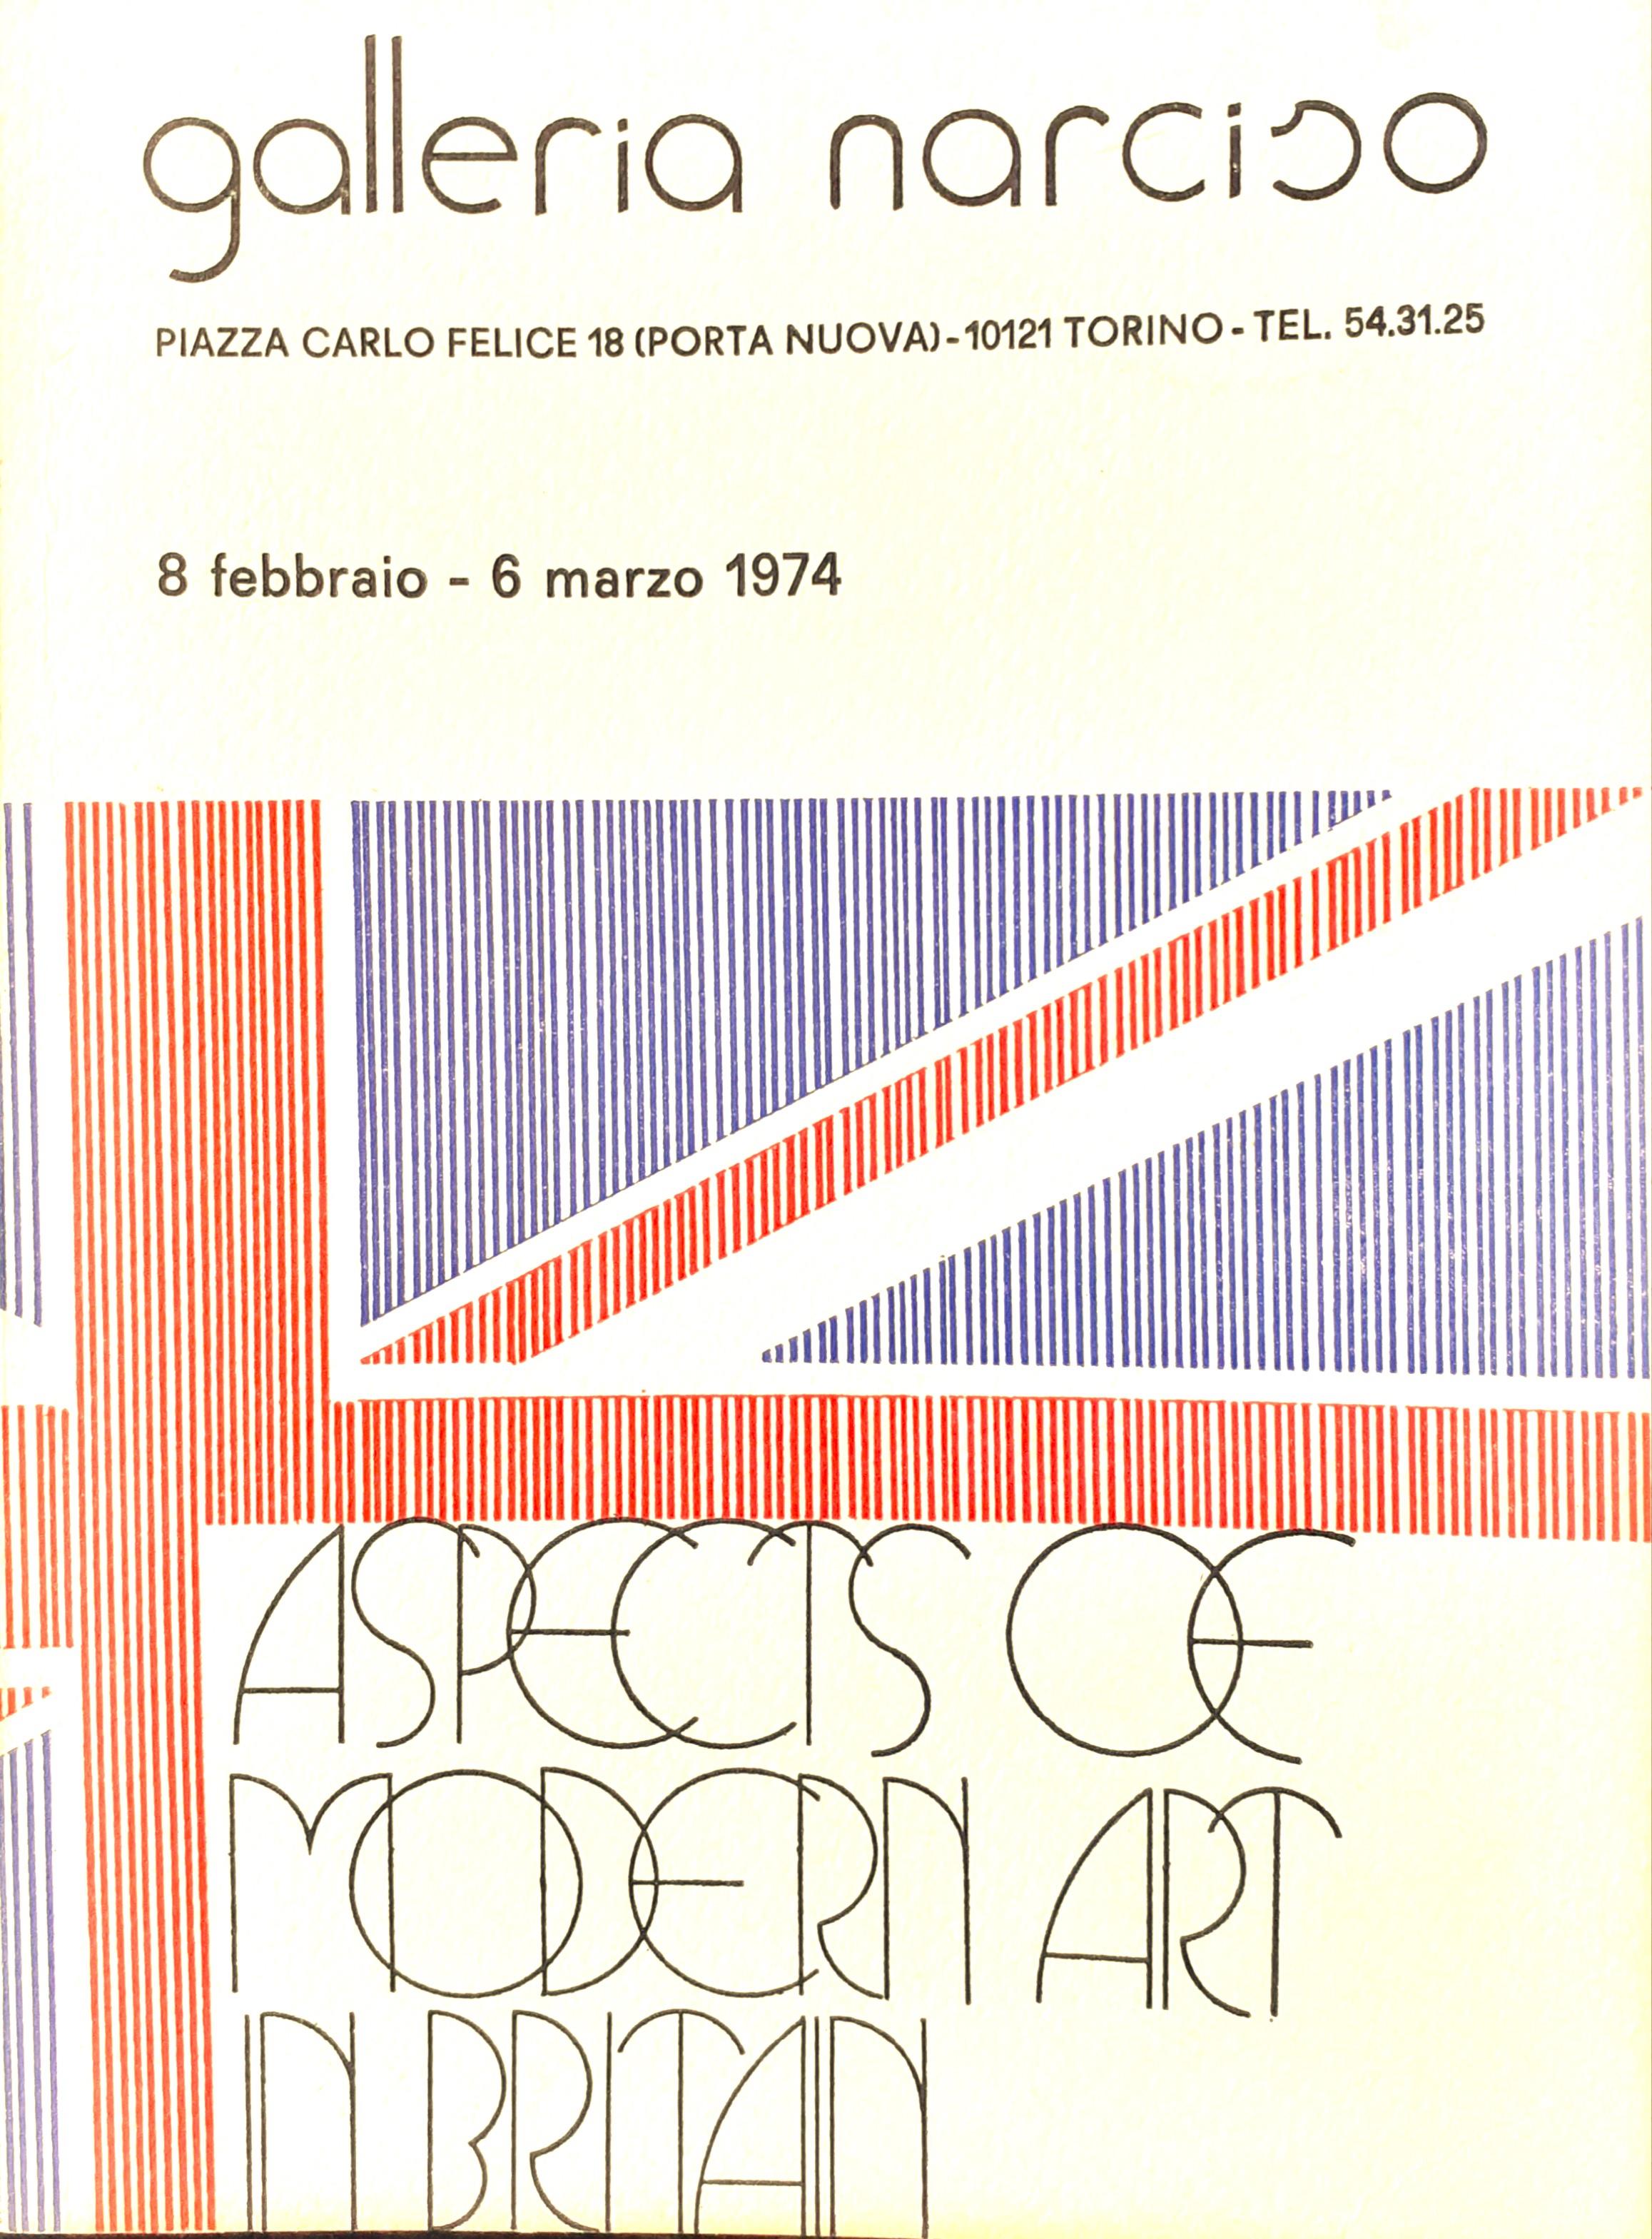 galleria narciso
PIAZZA CARLO FELICE 18 (PORTA NUOVA)-10121 TORINO - TEL. 54.31.25
8 febbraio - 6 marzo 1974
ASPECTS OE
MODERN ART
IN BRITAIN